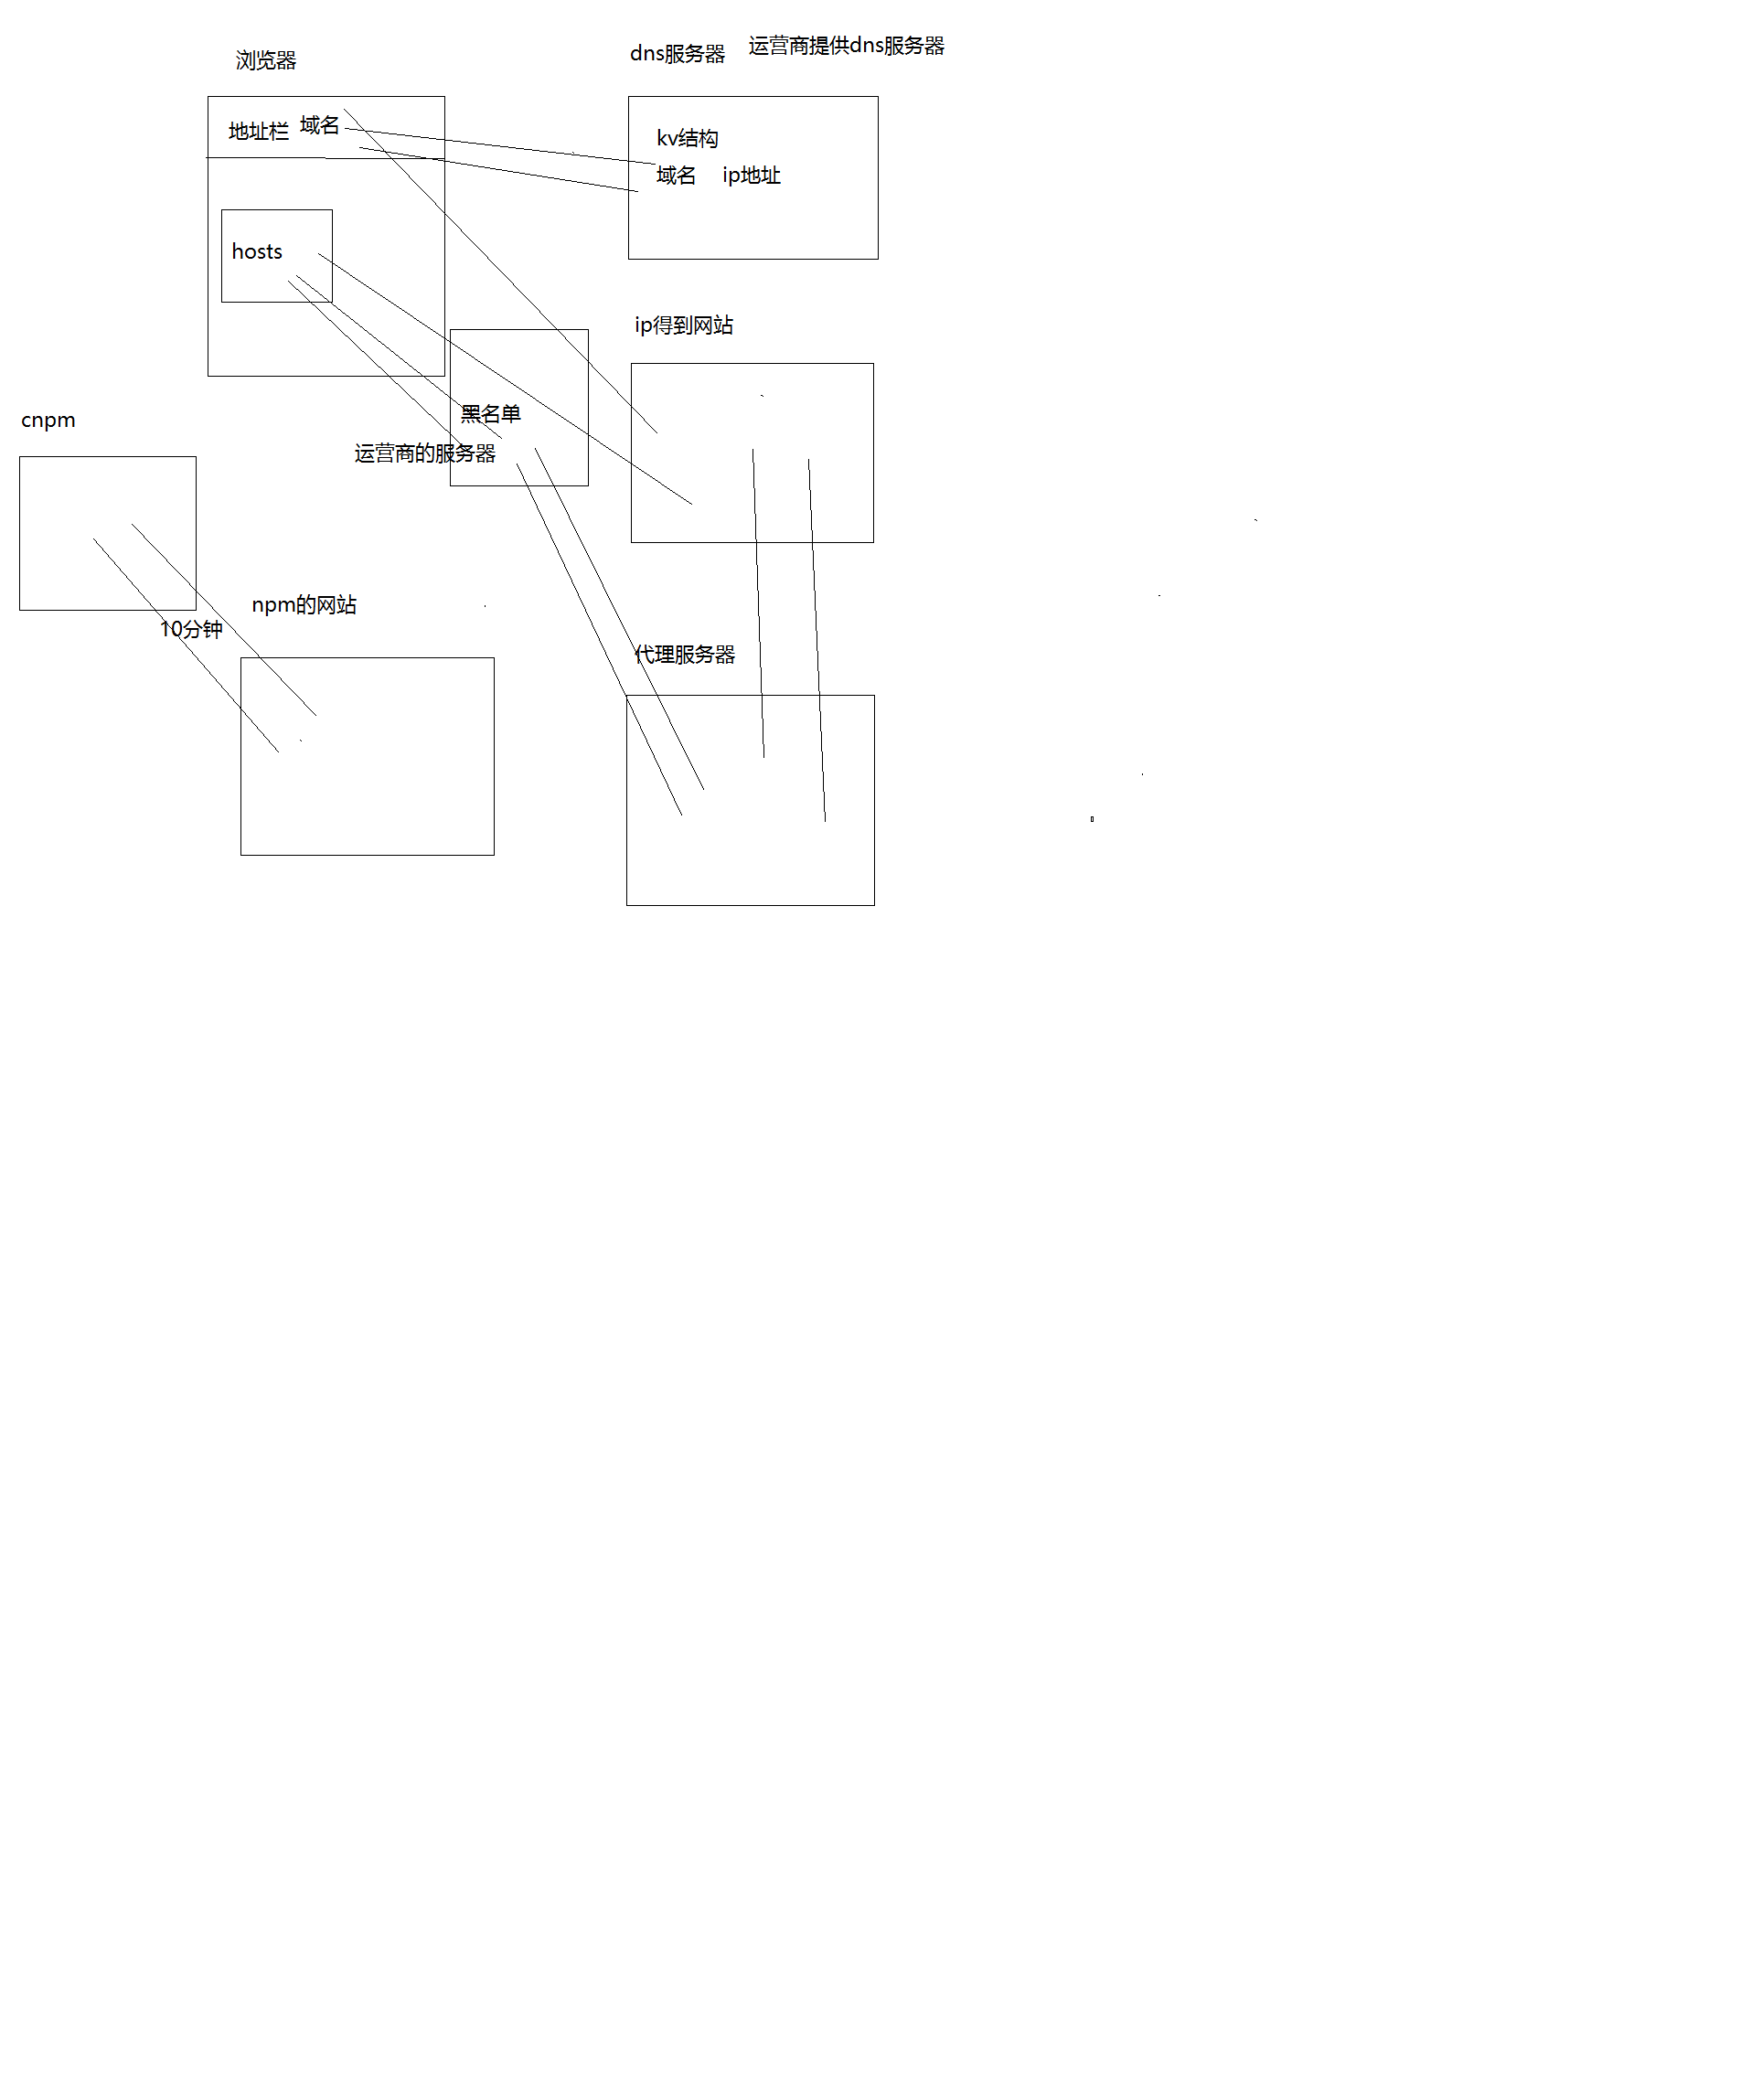 浏览器
dns服务器
运营商提供dns服务器
地址栏 域名
kv结构
域名 ip地址
hosts
ip得到网站
黑名单
运营商的服务器
cnpm
npm的网站
10分钟
代理服务器